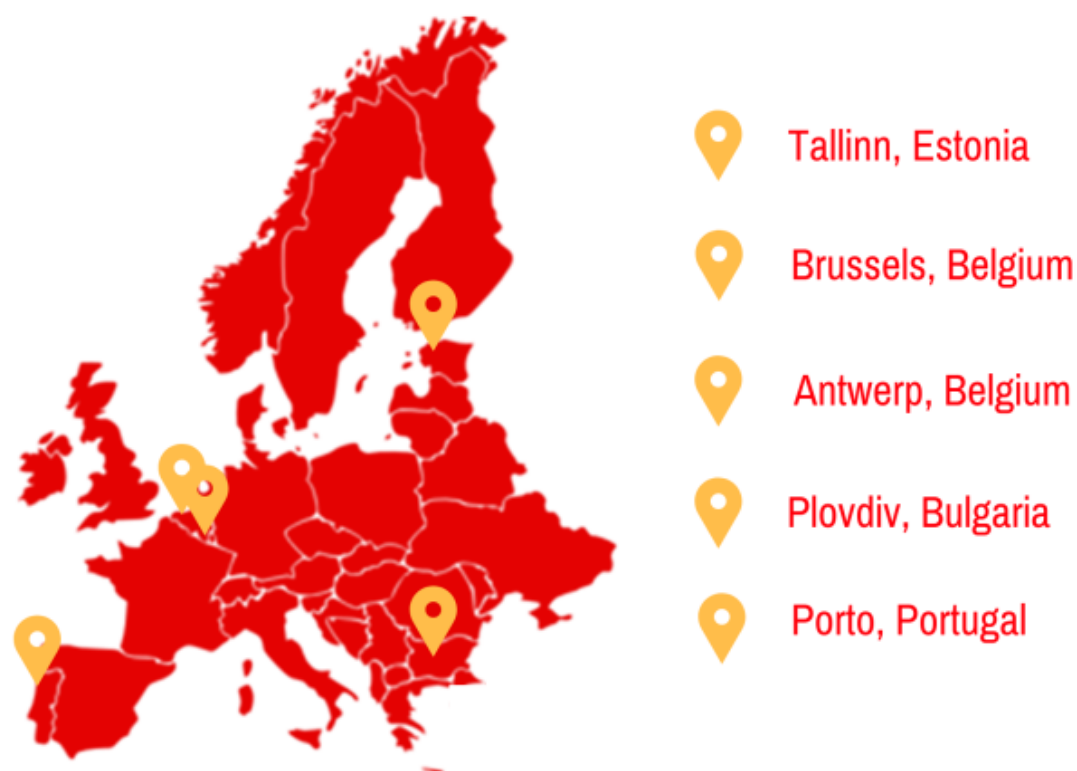 Tallinn, Estonia
Brussels, Belgium
Antwerp, Belgium
Plovdiv, Bulgaria
Porto, Portugal